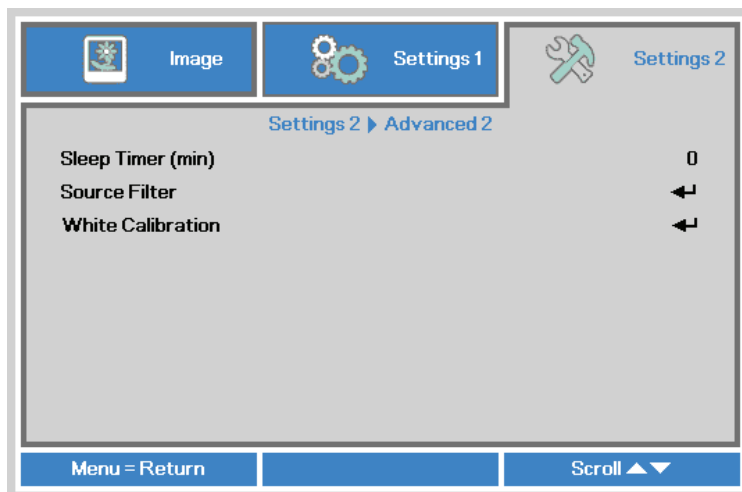 Image
Settings 1
Settings 2
Settings 2 ▶ Advanced 2
Sleep Timer (min) 0
Source Filter
White Calibration
Menu = Return
Scroll ▲▼